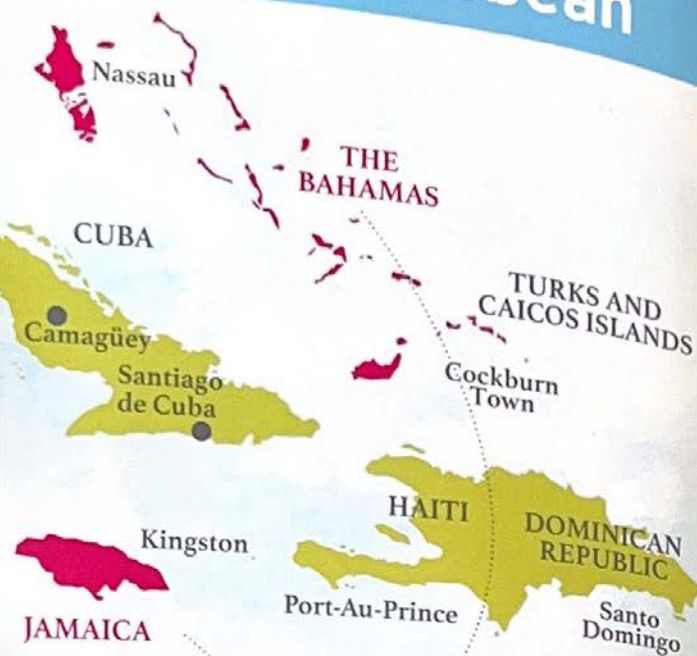 Nassau
THE
BAHAMAS
CUBA
TURKS AND
CAICOS ISLANDS
Camagüey
Santiago
de Cuba
Cockburn
Town
HAITI
DOMINICAN
REPUBLIC
Kingston
Port-Au-Prince
Santo
Domingo
JAMAICA